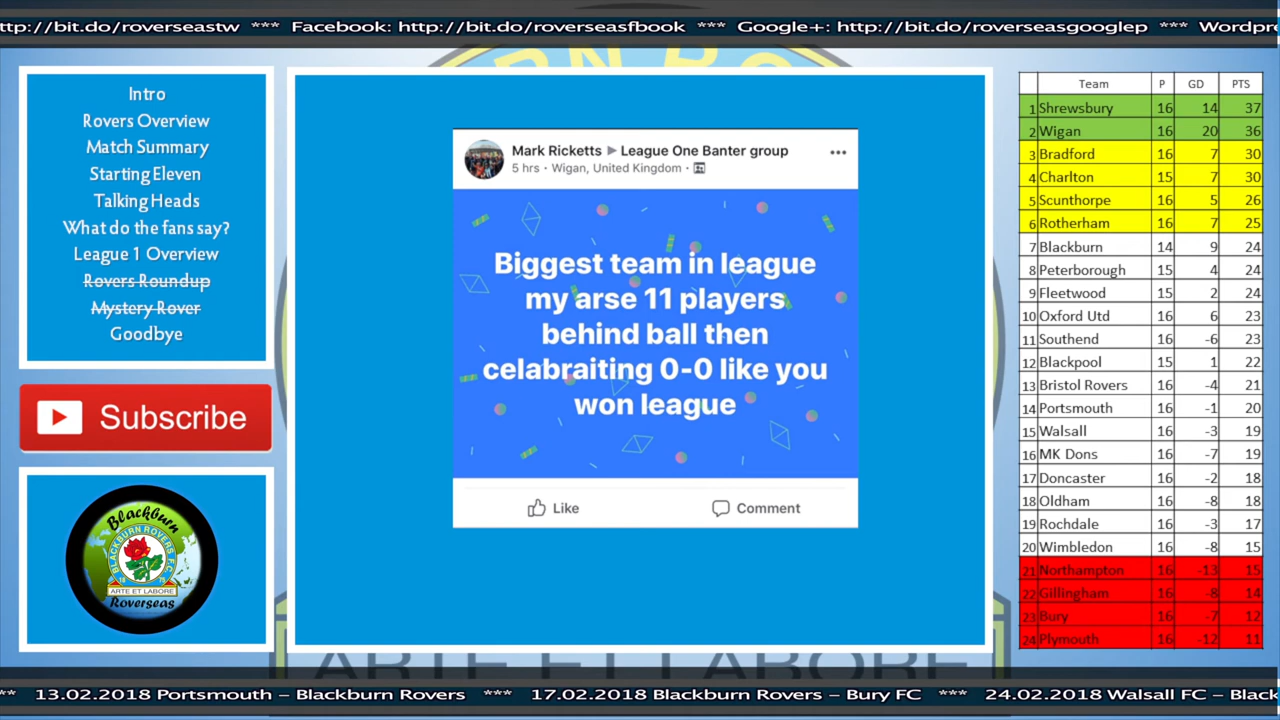 ttp://bit.do/roverseastw *** Facebook: http://bit.do/roverseasfbook *** Google+: http://bit.do/roverseasgooglep *** Wordpr
Intro
Rovers Overview
Match Summary
Starting Eleven
Talking Heads
What do the fans say?
League 1 Overview
Rovers Roundup
Mystery Rover
Goodbye
Subscribe
Blackburn
BLACKBURN ROVERS F.C.
18 75
ARTE ET LABORE
Roverseas
Mark Ricketts ▶ League One Banter group
5 hrs · Wigan, United Kingdom ·
Biggest team in league
my arse 11 players
behind ball then
celabraiting 0-0 like you
won league
Like Comment
Team P GD PTS
1 Shrewsbury 16 14 37
2 Wigan 16 20 36
3 Bradford 16 7 30
4 Charlton 15 7 30
5 Scunthorpe 16 5 26
6 Rotherham 16 7 25
7 Blackburn 14 9 24
8 Peterborough 15 4 24
9 Fleetwood 15 2 24
10 Oxford Utd 16 6 23
11 Southend 16 -6 23
12 Blackpool 15 1 22
13 Bristol Rovers 16 -4 21
14 Portsmouth 16 -1 20
15 Walsall 16 -3 19
16 MK Dons 16 -7 19
17 Doncaster 16 -2 18
18 Oldham 16 -8 18
19 Rochdale 16 -3 17
20 Wimbledon 16 -8 15
21 Northampton 16 -13 15
22 Gillingham 16 -8 14
23 Bury 16 -7 12
24 Plymouth 16 -12 11
ARTE ET LABORE
** 13.02.2018 Portsmouth – Blackburn Rovers *** 17.02.2018 Blackburn Rovers – Bury FC *** 24.02.2018 Walsall FC – Black